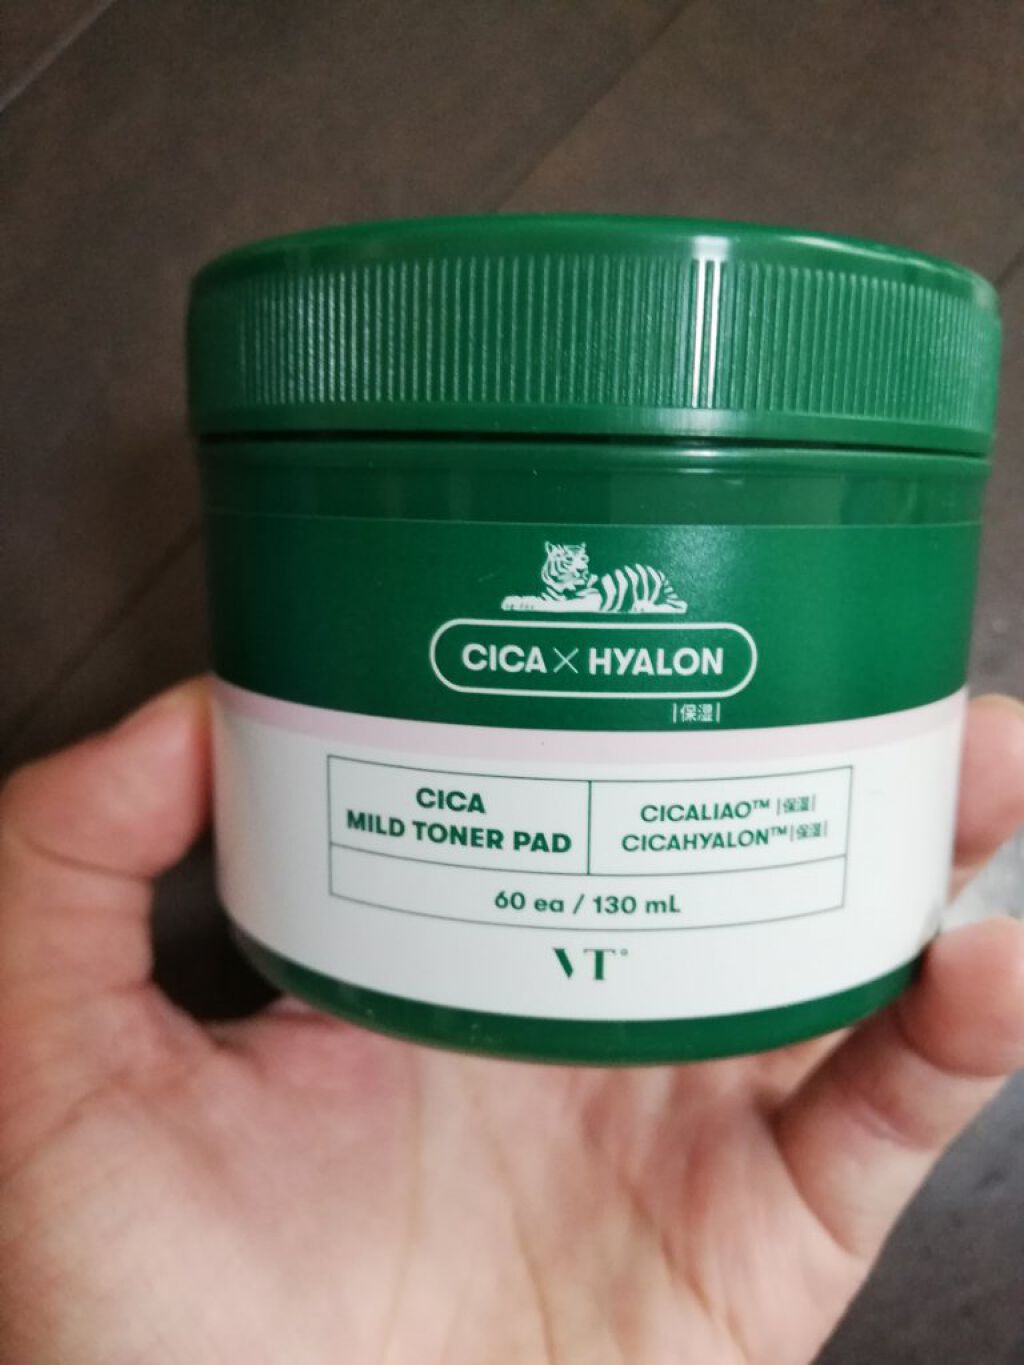 CICA×HYALON
|保湿|
CICA
MILD TONER PAD
CICALIAO™|保湿|
CICAHYALON™|保湿|
60 ea / 130 mL
VT